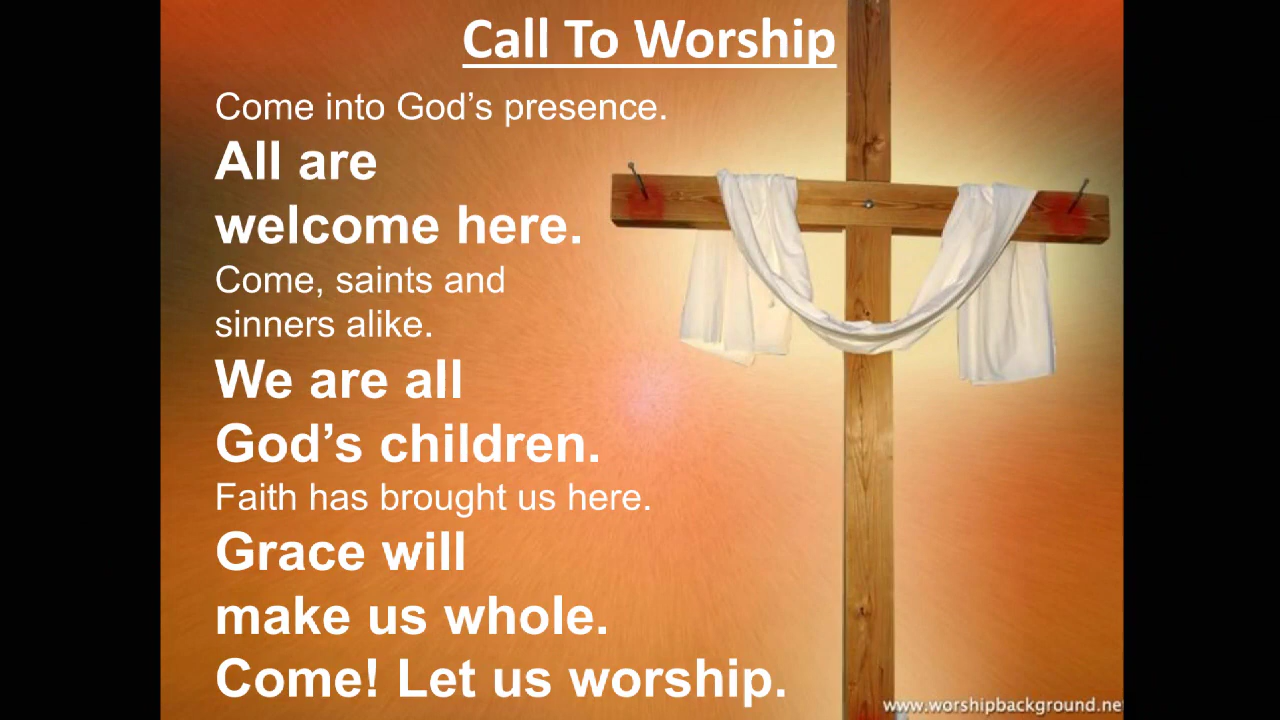 Call To Worship
Come into God’s presence.
All are
welcome here.
Come, saints and
sinners alike.
We are all
God’s children.
Faith has brought us here.
Grace will
make us whole.
Come! Let us worship.
www.worshipbackground.ne